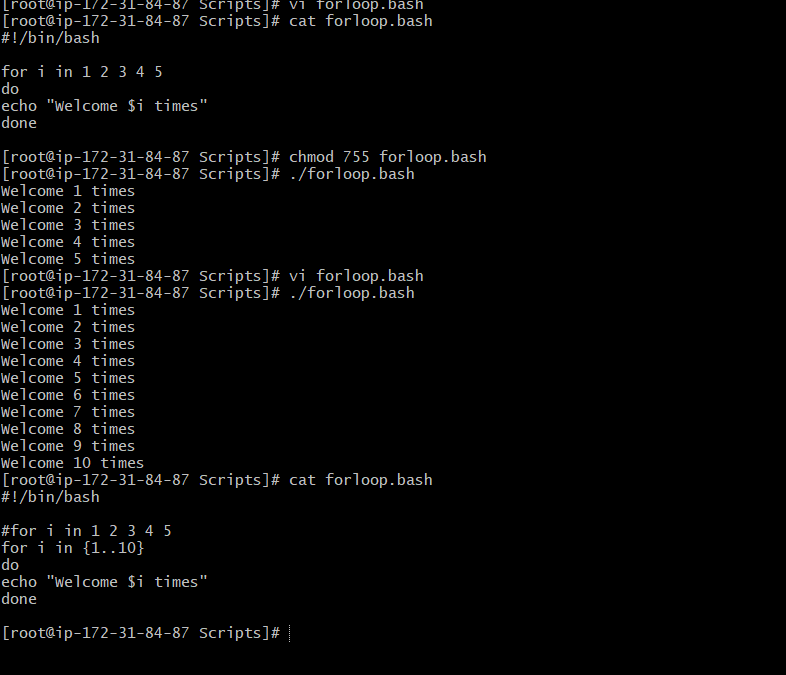 [root@ip-172-31-84-87 Scripts]# vi forloop.bash
[root@ip-172-31-84-87 Scripts]# cat forloop.bash
#!/bin/bash
for i in 1 2 3 4 5
do
echo "Welcome $i times"
done
[root@ip-172-31-84-87 Scripts]# chmod 755 forloop.bash
[root@ip-172-31-84-87 Scripts]# ./forloop.bash
Welcome 1 times
Welcome 2 times
Welcome 3 times
Welcome 4 times
Welcome 5 times
[root@ip-172-31-84-87 Scripts]# vi forloop.bash
[root@ip-172-31-84-87 Scripts]# ./forloop.bash
Welcome 1 times
Welcome 2 times
Welcome 3 times
Welcome 4 times
Welcome 5 times
Welcome 6 times
Welcome 7 times
Welcome 8 times
Welcome 9 times
Welcome 10 times
[root@ip-172-31-84-87 Scripts]# cat forloop.bash
#!/bin/bash
#for i in 1 2 3 4 5
for i in {1..10}
do
echo "Welcome $i times"
done
[root@ip-172-31-84-87 Scripts]#